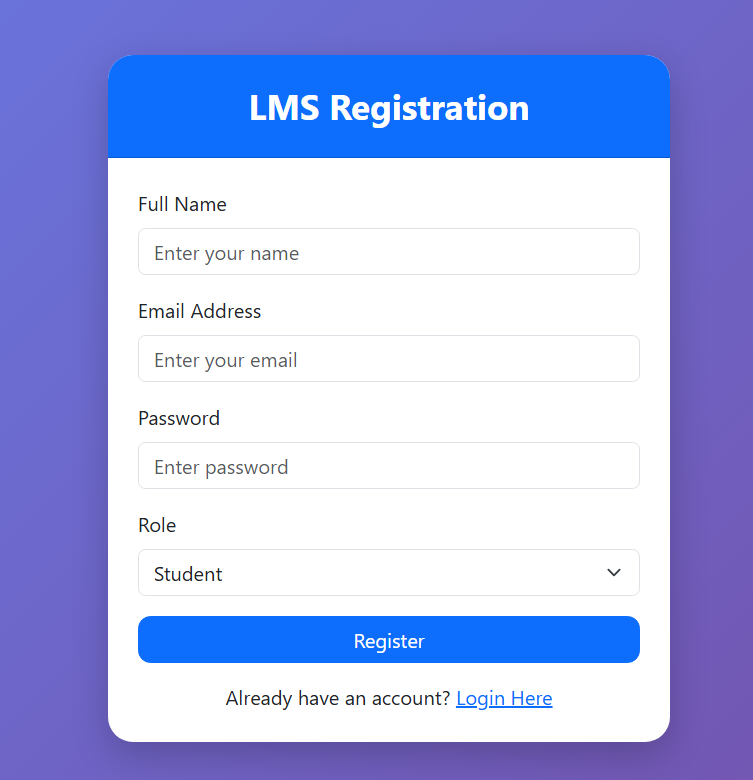 LMS Registration
Full Name
Enter your name
Email Address
Enter your email
Password
Enter password
Role
Student
Register
Already have an account? Login Here